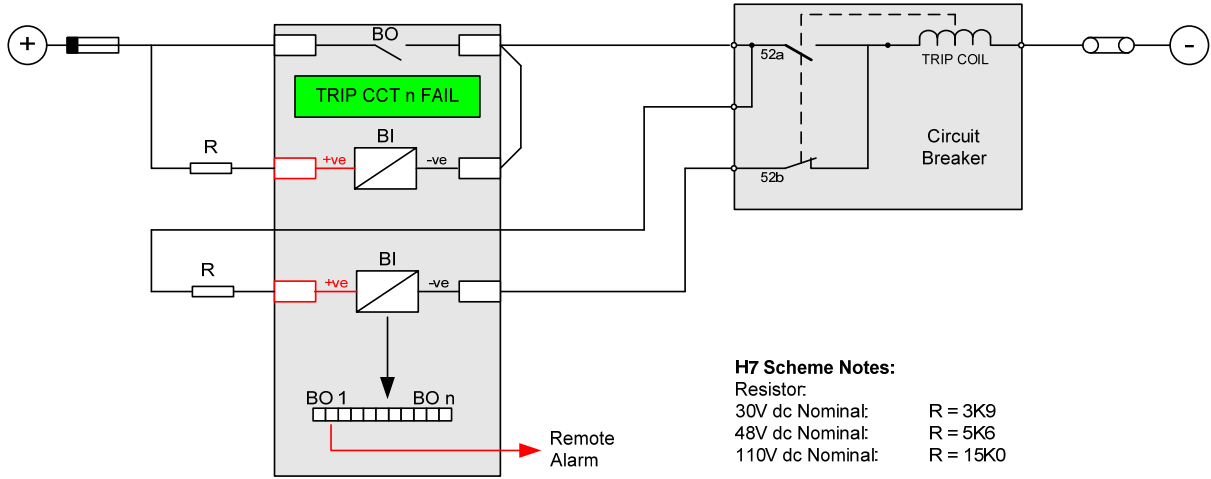 +
BO
52a
TRIP COIL
-
TRIP CCT n FAIL
R
+ve
BI
-ve
Circuit
Breaker
52b
R
+ve
BI
-ve
BO 1
BO n
Remote
Alarm
H7 Scheme Notes:
Resistor:
30V dc Nominal: R = 3K9
48V dc Nominal: R = 5K6
110V dc Nominal: R = 15K0